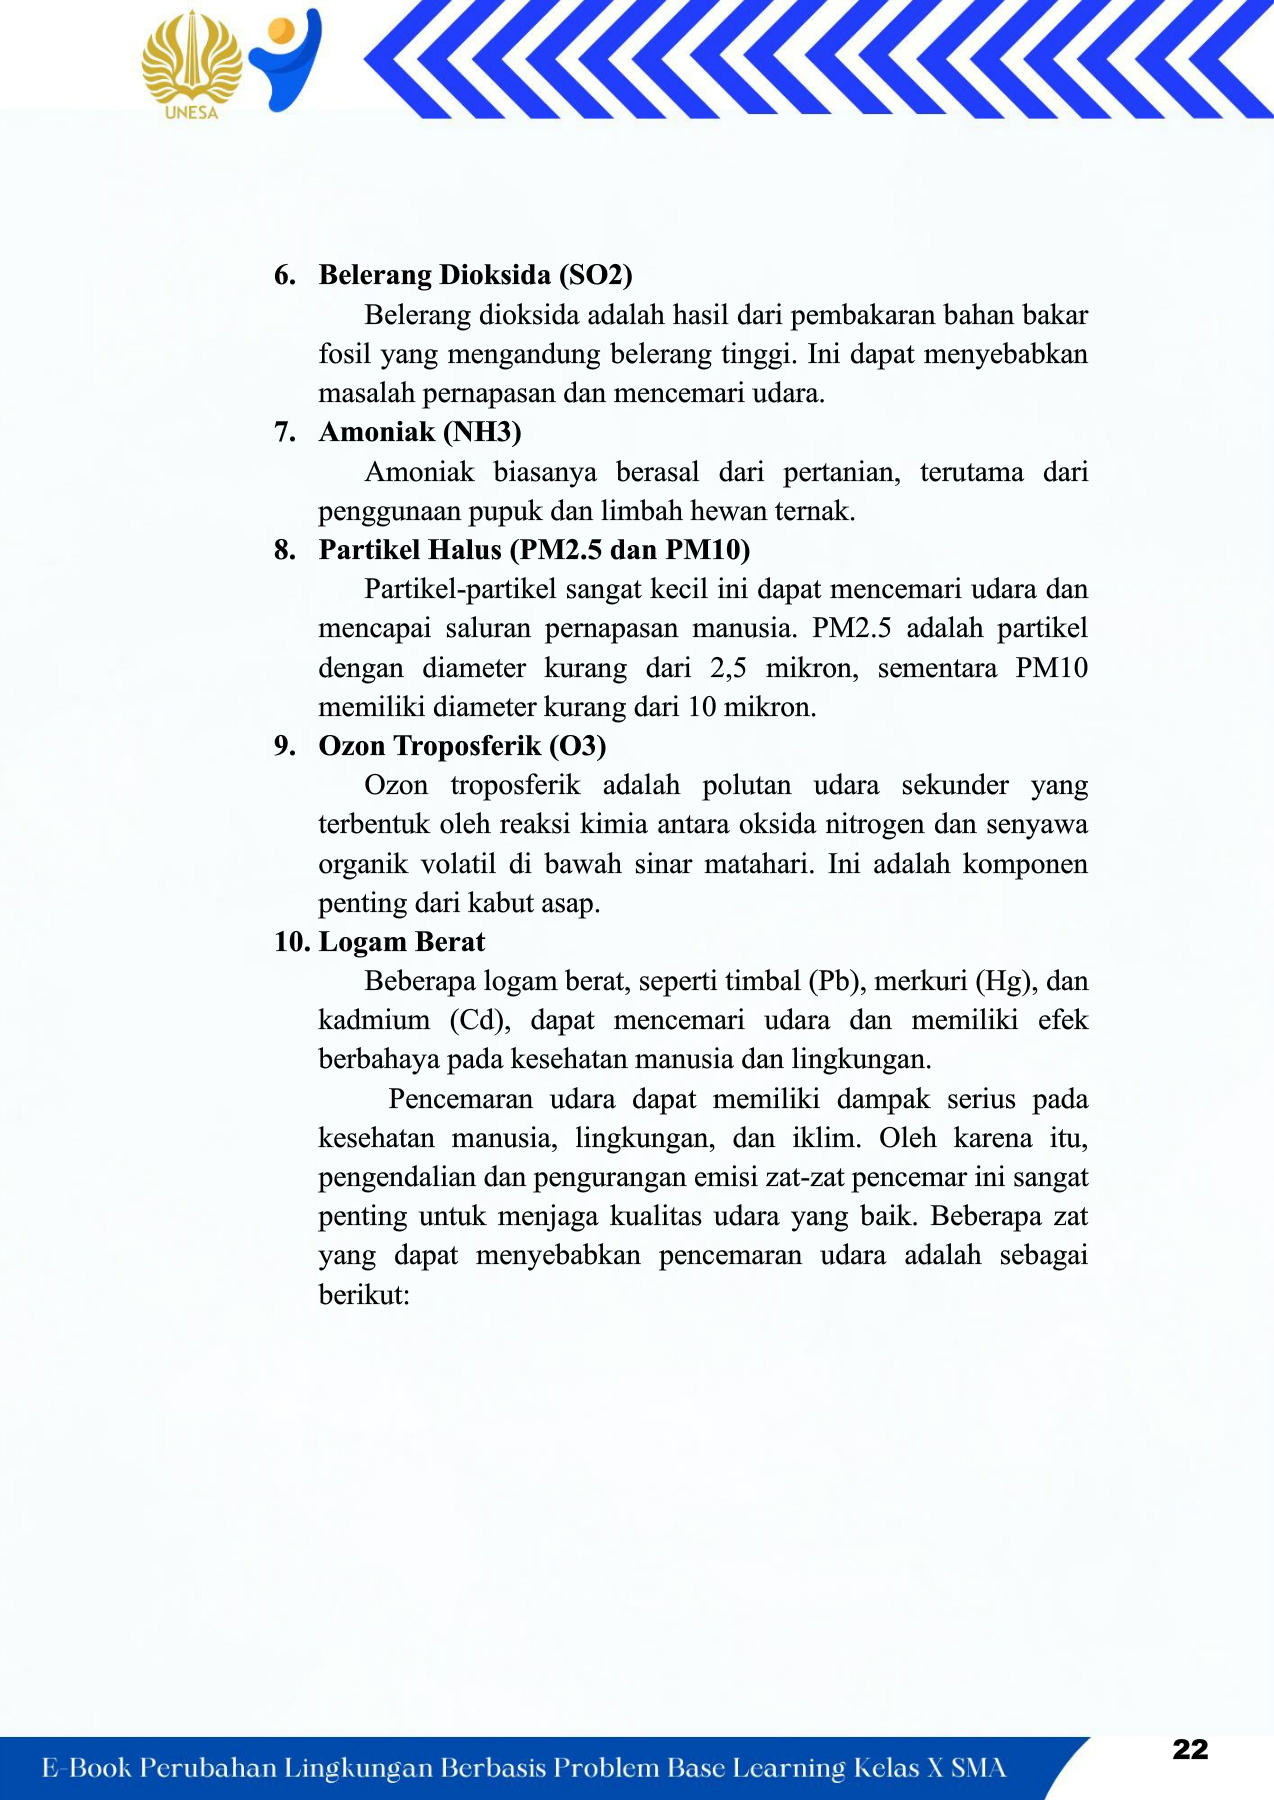 UNESA
6. Belerang Dioksida (SO2)
Belerang dioksida adalah hasil dari pembakaran bahan bakar
fosil yang mengandung belerang tinggi. Ini dapat menyebabkan
masalah pernapasan dan mencemari udara.
7. Amoniak (NH3)
Amoniak biasanya berasal dari pertanian, terutama dari
penggunaan pupuk dan limbah hewan ternak.
8. Partikel Halus (PM2.5 dan PM10)
Partikel-partikel sangat kecil ini dapat mencemari udara dan
mencapai saluran pernapasan manusia. PM2.5 adalah partikel
dengan diameter kurang dari 2,5 mikron, sementara PM10
memiliki diameter kurang dari 10 mikron.
9. Ozon Troposferik (O3)
Ozon troposferik adalah polutan udara sekunder yang
terbentuk oleh reaksi kimia antara oksida nitrogen dan senyawa
organik volatil di bawah sinar matahari. Ini adalah komponen
penting dari kabut asap.
10. Logam Berat
Beberapa logam berat, seperti timbal (Pb), merkuri (Hg), dan
kadmium (Cd), dapat mencemari udara dan memiliki efek
berbahaya pada kesehatan manusia dan lingkungan.
Pencemaran udara dapat memiliki dampak serius pada
kesehatan manusia, lingkungan, dan iklim. Oleh karena itu,
pengendalian dan pengurangan emisi zat-zat pencemar ini sangat
penting untuk menjaga kualitas udara yang baik. Beberapa zat
yang dapat menyebabkan pencemaran udara adalah sebagai
berikut:
E-Book Perubahan Lingkungan Berbasis Problem Base Learning Kelas X SMA
22